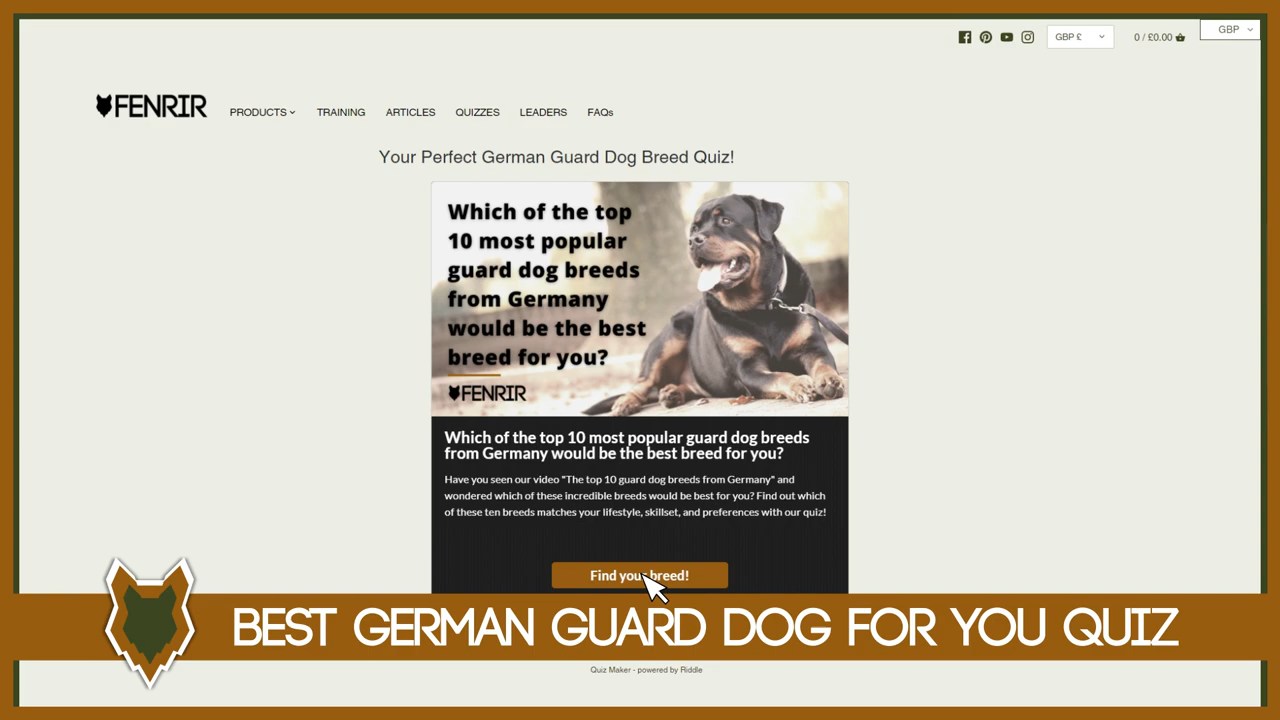 GBP £
0 / £0.00
GBP
FENRIR
PRODUCTS
TRAINING
ARTICLES
QUIZZES
LEADERS
FAQs
Your Perfect German Guard Dog Breed Quiz!
Which of the top
10 most popular
guard dog breeds
from Germany
would be the best
breed for you?
FENRIR
Which of the top 10 most popular guard dog breeds
from Germany would be the best breed for you?
Have you seen our video "The top 10 guard dog breeds from Germany" and
wondered which of these incredible breeds would be best for you? Find out which
of these ten breeds matches your lifestyle, skillset, and preferences with our quiz!
Find your breed!
BEST GERMAN GUARD DOG FOR YOU QUIZ
Quiz Maker - powered by Riddle